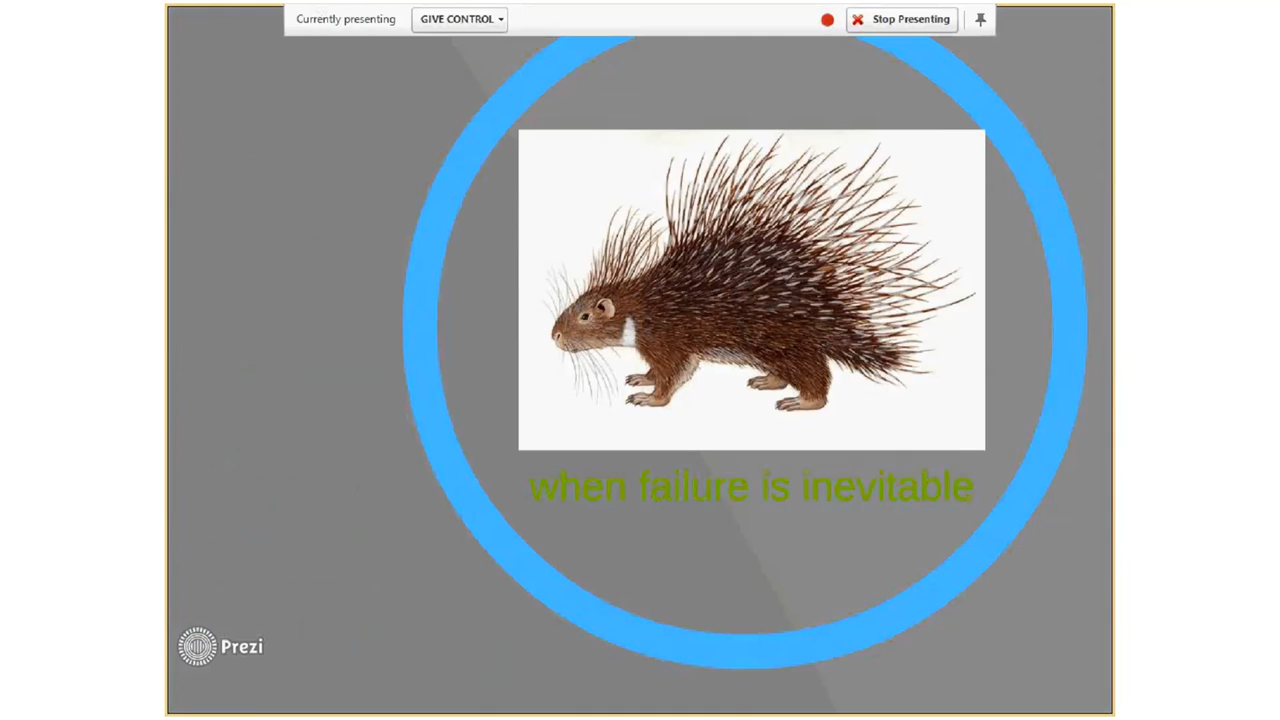 Currently presenting GIVE CONTROL Stop Presenting
when failure is inevitable
Prezi